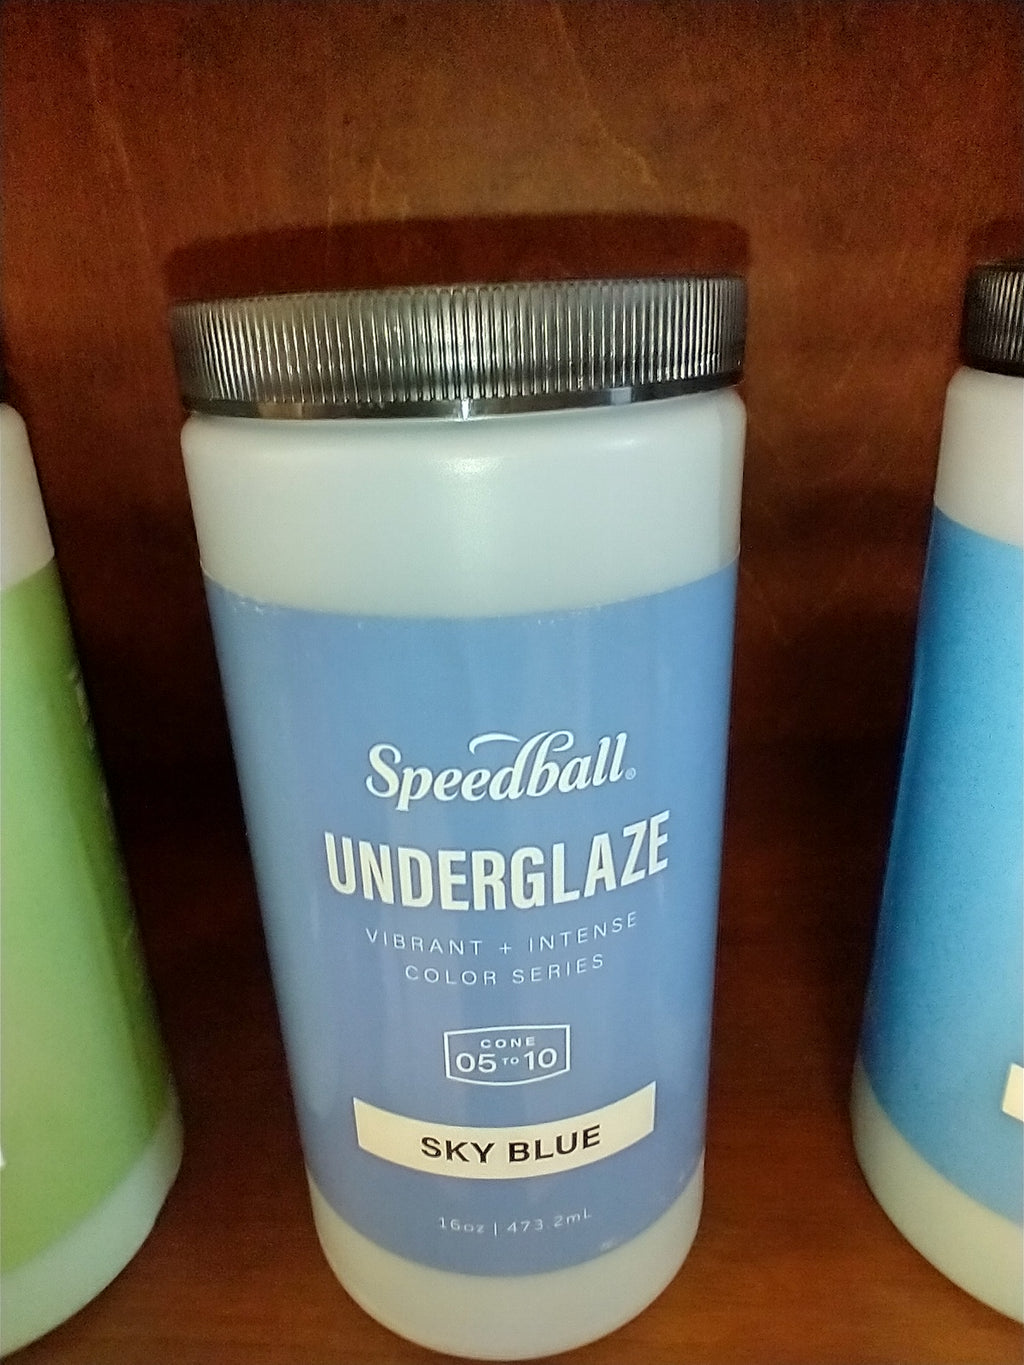 Speedball®
UNDERGLAZE
VIBRANT + INTENSE
COLOR SERIES
CONE
05 TO 10
SKY BLUE
16oz | 473.2mL